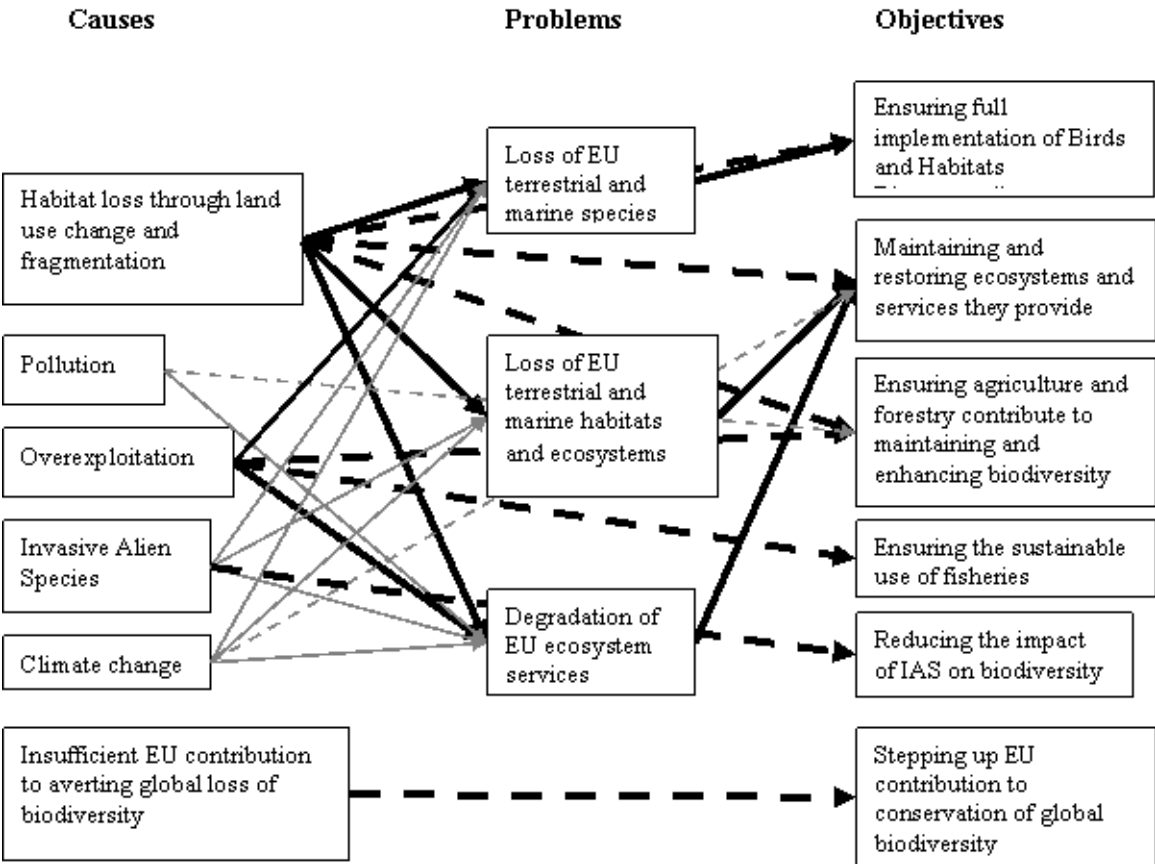 Causes
Problems
Objectives
Habitat loss through land
use change and
fragmentation
Pollution
Overexploitation
Invasive Alien
Species
Climate change
Insufficient EU contribution
to averting global loss of
biodiversity
Loss of EU
terrestrial and
marine species
Loss of EU
terrestrial and
marine habitats
and ecosystems
Degradation of
EU ecosystem
services
Ensuring full
implementation of Birds
and Habitats
Maintaining and
restoring ecosystems and
services they provide
Ensuring agriculture and
forestry contribute to
maintaining and
enhancing biodiversity
Ensuring the sustainable
use of fisheries
Reducing the impact
of IAS on biodiversity
Stepping up EU
contribution to
conservation of global
biodiversity